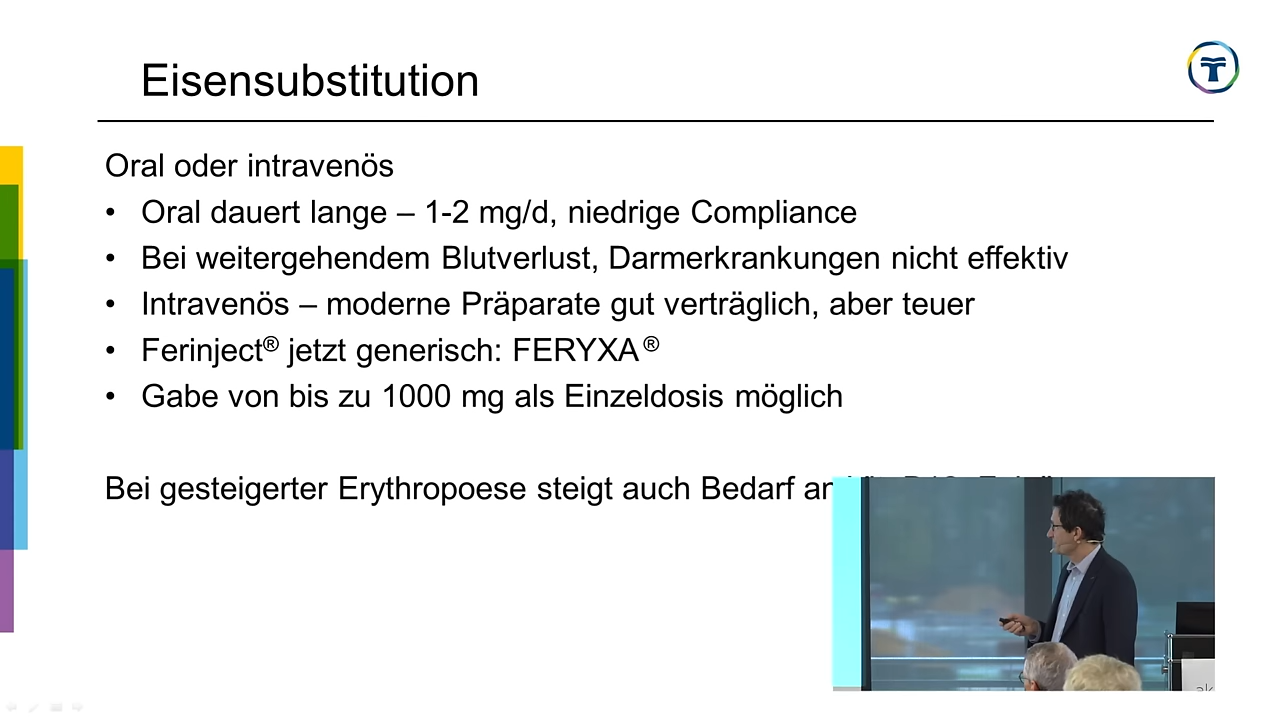 Eisensubstitution
Oral oder intravenös
• Oral dauert lange – 1-2 mg/d, niedrige Compliance
• Bei weitergehendem Blutverlust, Darmerkrankungen nicht effektiv
• Intravenös – moderne Präparate gut verträglich, aber teuer
• Ferinject® jetzt generisch: FERYXA®
• Gabe von bis zu 1000 mg als Einzeldosis möglich
Bei gesteigerter Erythropoese steigt auch Bedarf an
ak